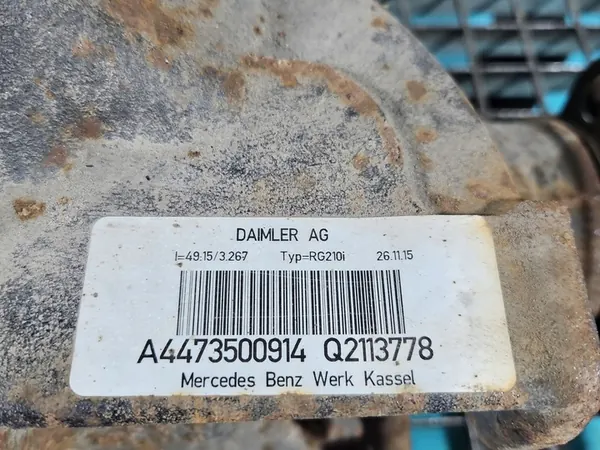 DAIMLER AG
I=49:15/3.267 Typ=RG210i 26.11.15
A4473500914 Q2113778
Mercedes Benz Werk Kassel